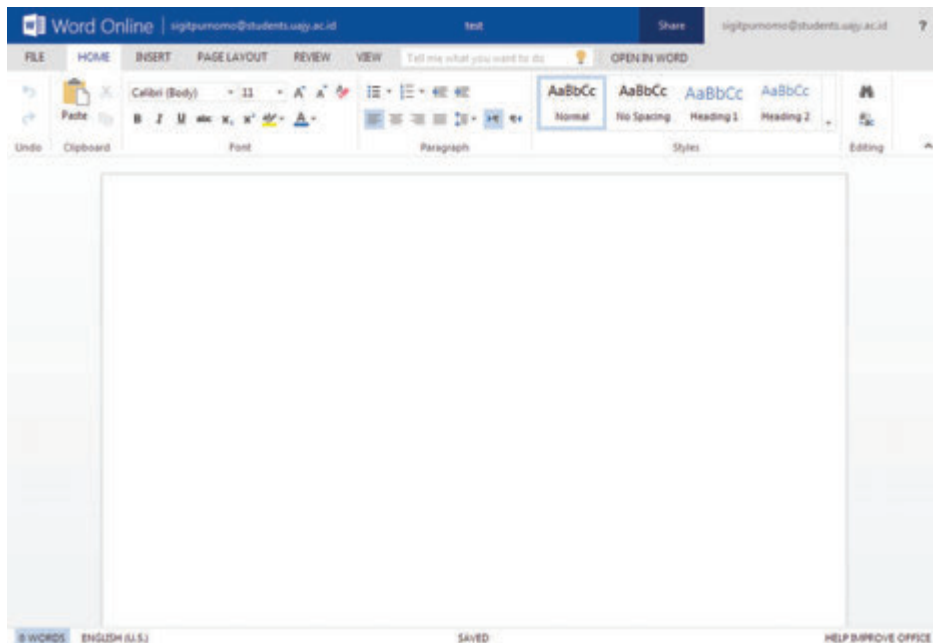 Word Online | sigitpurnomo@students.uajy.ac.id test Share sigitpurnomo@students.uajy.ac.id ?
FILE HOME INSERT PAGE LAYOUT REVIEW VIEW Tell me what you want to do OPEN IN WORD
Calibri (Body) 11 AaBbCc AaBbCc AaBbCc AaBbCc
Paste B I U abc x₂ x² A Normal No Spacing Heading 1 Heading 2
Undo Clipboard Font Paragraph Styles Editing
0 WORDS ENGLISH (U.S.) SAVED HELP IMPROVE OFFICE